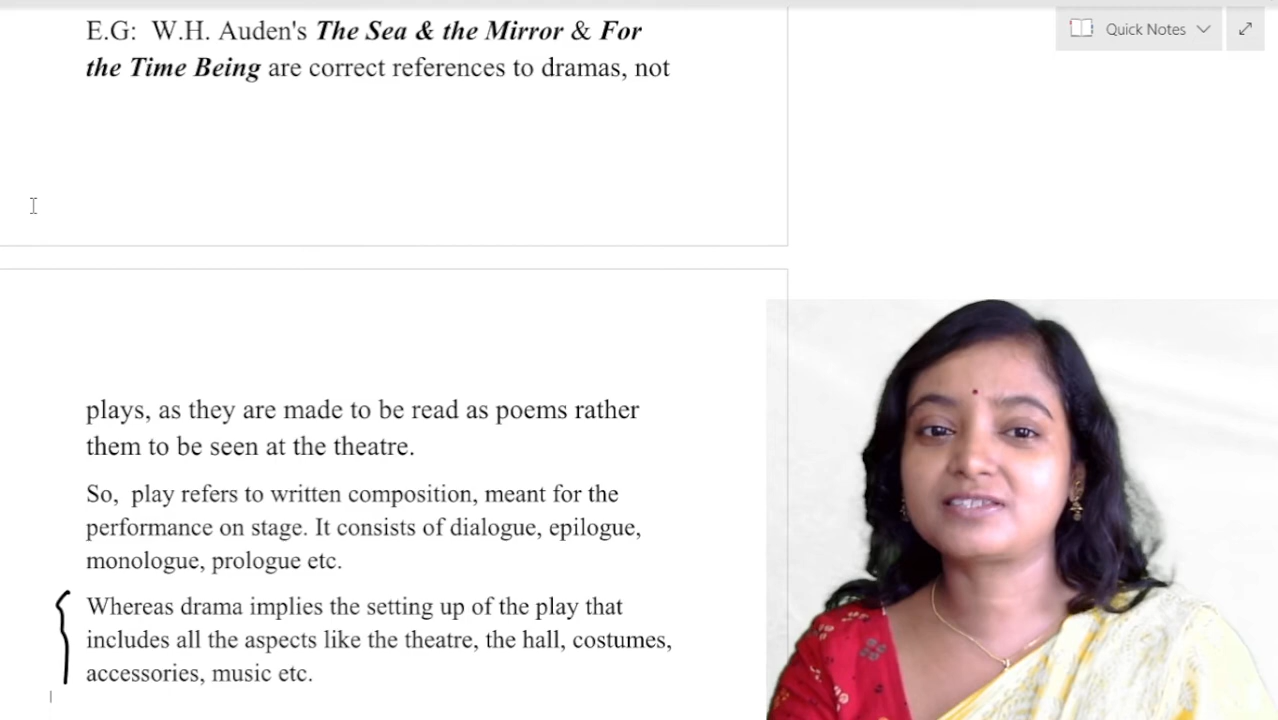 E.G: W.H. Auden's The Sea & the Mirror & For
the Time Being are correct references to dramas, not
Quick Notes
plays, as they are made to be read as poems rather
them to be seen at the theatre.
So, play refers to written composition, meant for the
performance on stage. It consists of dialogue, epilogue,
monologue, prologue etc.
Whereas drama implies the setting up of the play that
includes all the aspects like the theatre, the hall, costumes,
accessories, music etc.